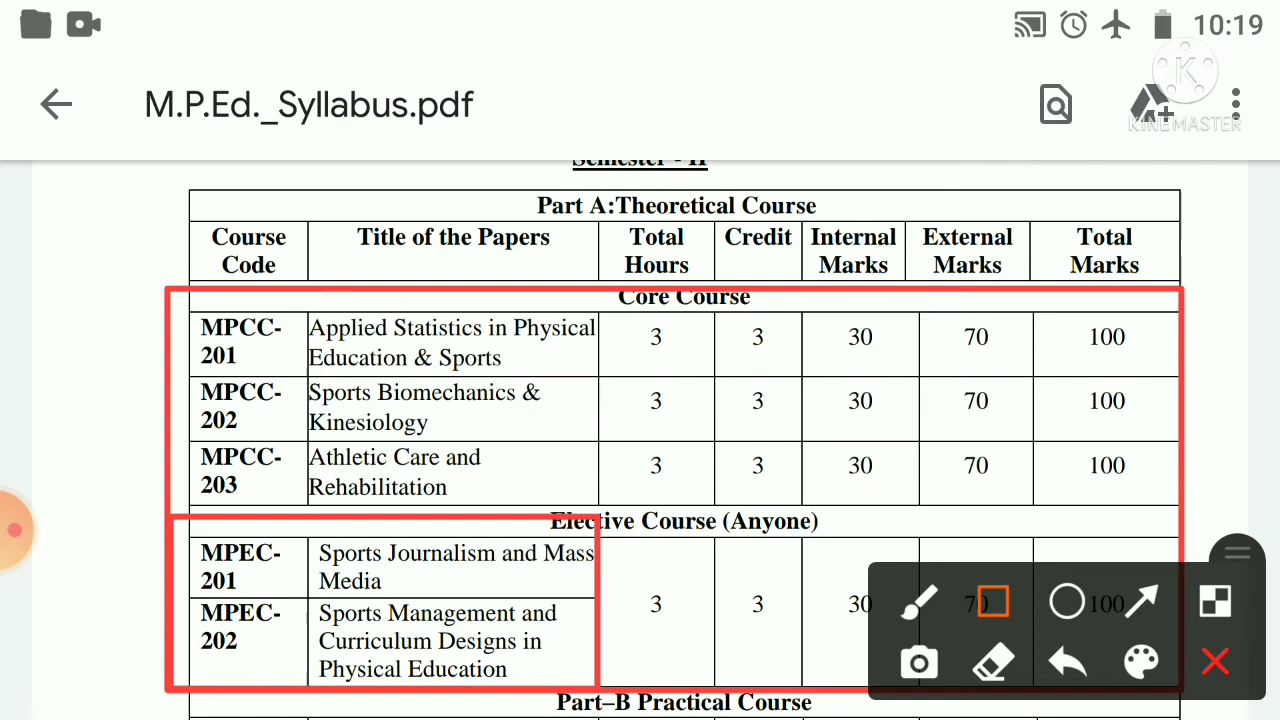 10:19
M.P.Ed._Syllabus.pdf
K
KINEMASTER
Semester - II
Part A:Theoretical Course
Course Code Title of the Papers Total Hours Credit Internal Marks External Marks Total Marks
Core Course
MPCC-201 Applied Statistics in Physical Education & Sports 3 3 30 70 100
MPCC-202 Sports Biomechanics & Kinesiology 3 3 30 70 100
MPCC-203 Athletic Care and Rehabilitation 3 3 30 70 100
Elective Course (Anyone)
MPEC-201 Sports Journalism and Mass Media
MPEC-202 Sports Management and Curriculum Designs in Physical Education
3 3 30 70 100
Part–B Practical Course